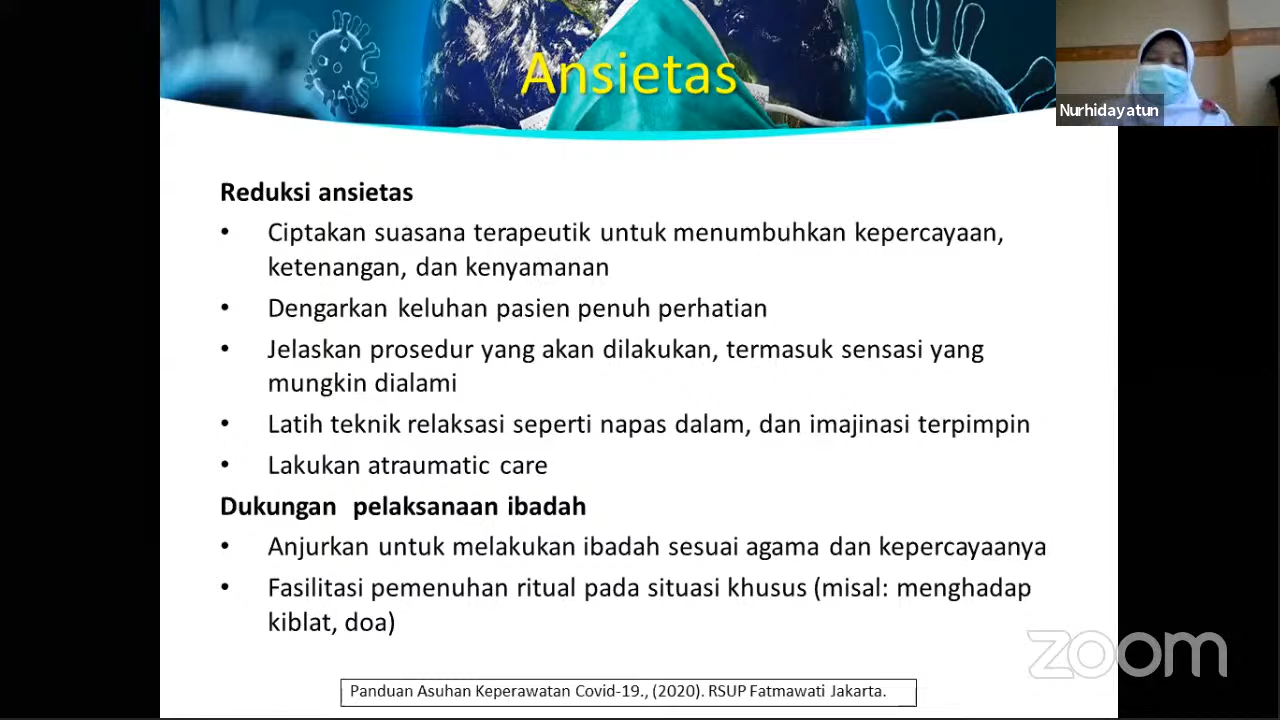 Ansietas
Nurhidayatun
Reduksi ansietas
• Ciptakan suasana terapeutik untuk menumbuhkan kepercayaan,
ketenangan, dan kenyamanan
• Dengarkan keluhan pasien penuh perhatian
• Jelaskan prosedur yang akan dilakukan, termasuk sensasi yang
mungkin dialami
• Latih teknik relaksasi seperti napas dalam, dan imajinasi terpimpin
• Lakukan atraumatic care
Dukungan pelaksanaan ibadah
• Anjurkan untuk melakukan ibadah sesuai agama dan kepercayaanya
• Fasilitasi pemenuhan ritual pada situasi khusus (misal: menghadap
kiblat, doa)
zoom
Panduan Asuhan Keperawatan Covid-19., (2020). RSUP Fatmawati Jakarta.